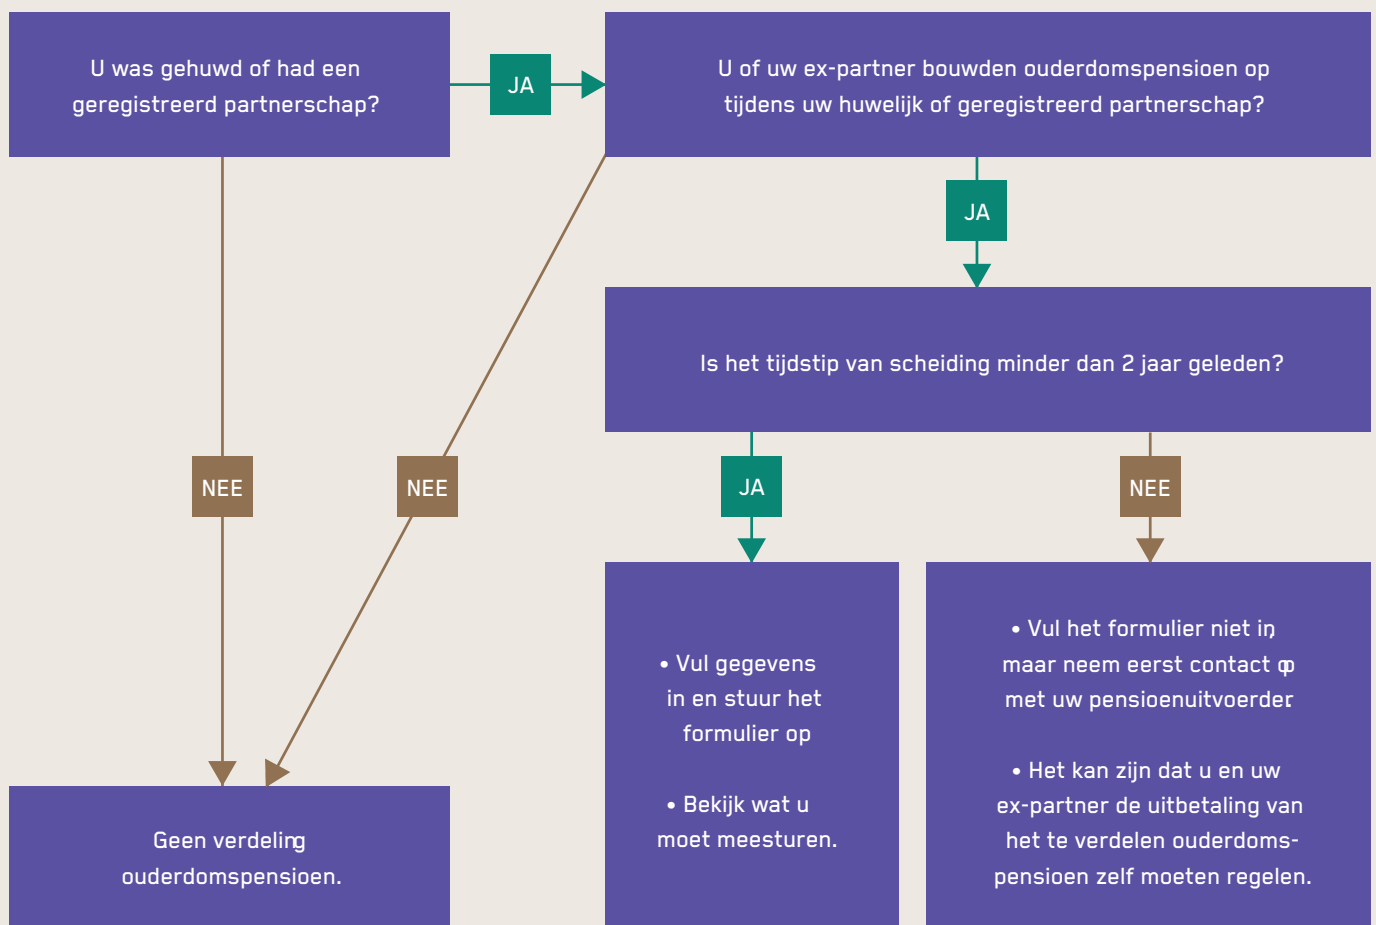 U was gehuwd of had een
geregistreerd partnerschap?
JA
U of uw ex-partner bouwden ouderdomspensioen op
tijdens uw huwelijk of geregistreerd partnerschap?
JA
Is het tijdstip van scheiding minder dan 2 jaar geleden?
NEE
NEE
JA
NEE
• Vul gegevens
in en stuur het
formulier op
• Bekijk wat u
moet meesturen.
• Vul het formulier niet in,
maar neem eerst contact op
met uw pensioenuitvoerder.
• Het kan zijn dat u en uw
ex-partner de uitbetaling van
het te verdelen ouderdoms-
pensioen zelf moeten regelen.
Geen verdeling
ouderdomspensioen.